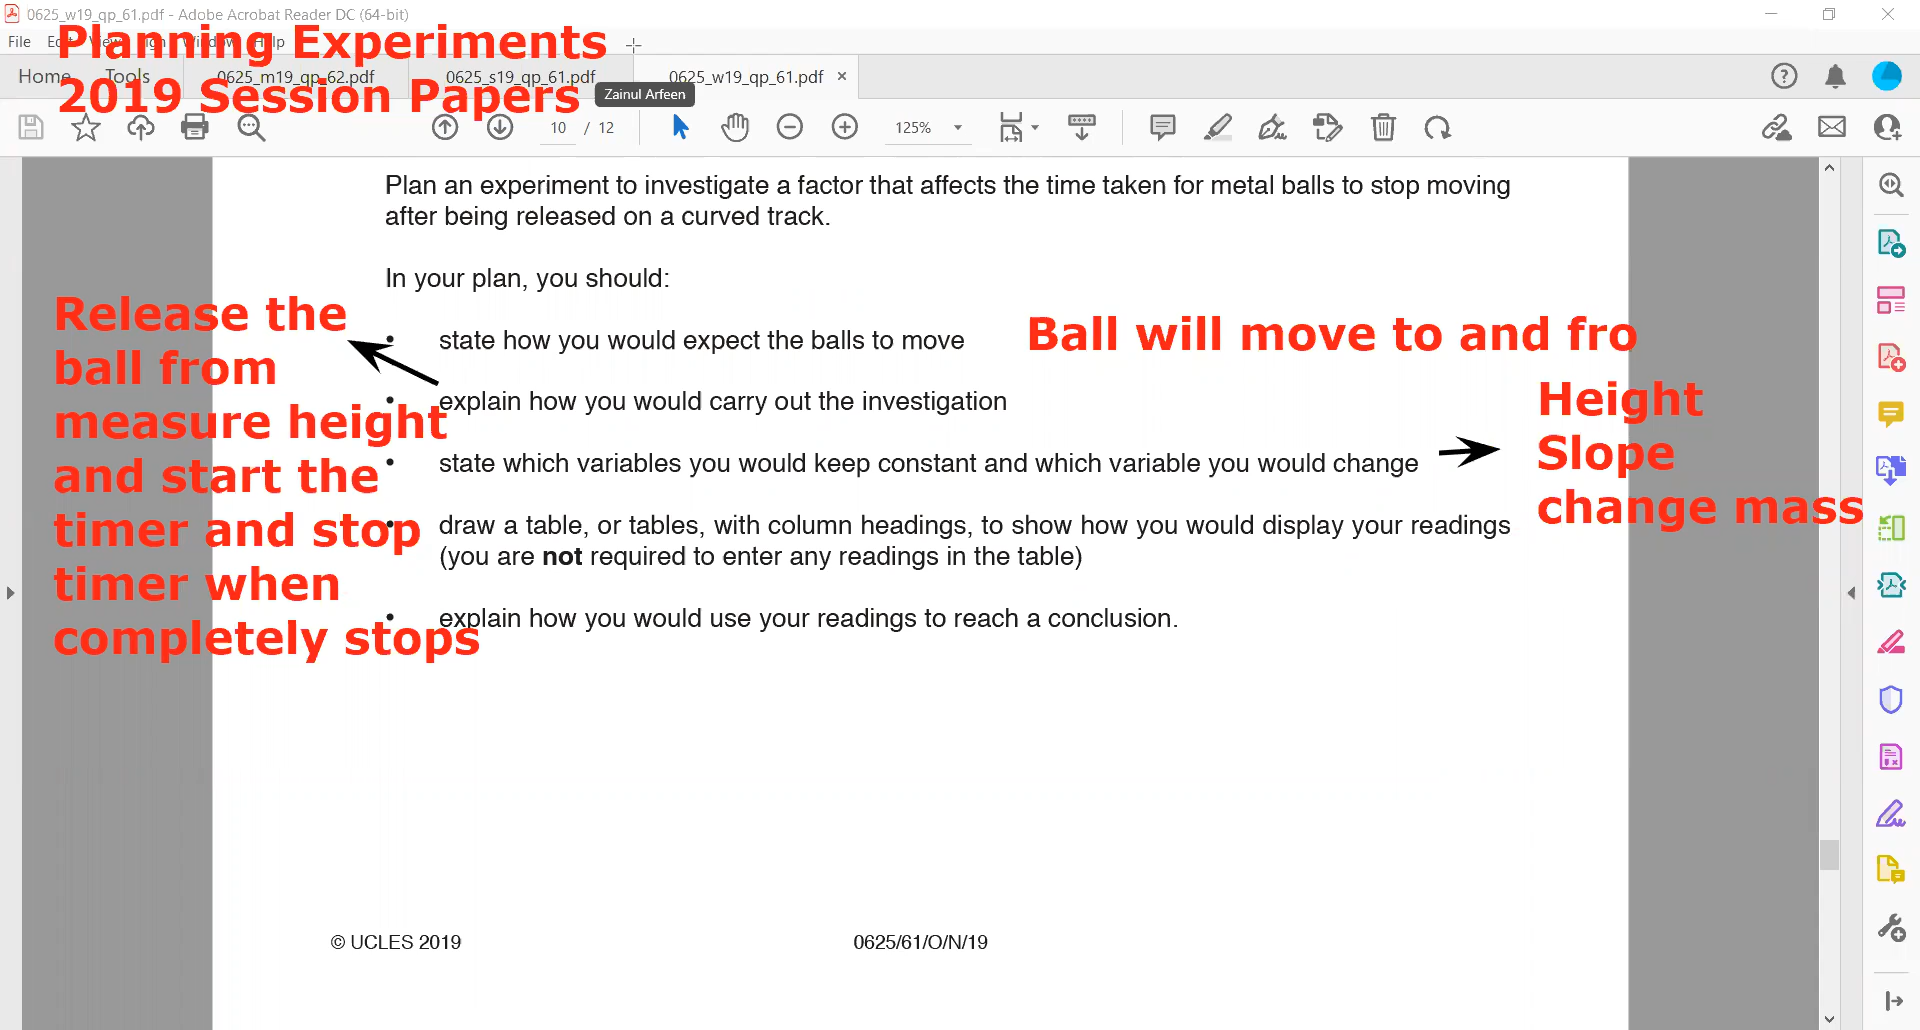 0625_w19_qp_61.pdf - Adobe Acrobat Reader DC (64-bit)
File Edit View Sign Window Help
Planning Experiments
2019 Session Papers
Home Tools 0625_m19_qp_62.pdf 0625_s19_qp_61.pdf 0625_w19_qp_61.pdf ×
Zainul Arfeen
10 / 12 125%
Plan an experiment to investigate a factor that affects the time taken for metal balls to stop moving
after being released on a curved track.
In your plan, you should:
• state how you would expect the balls to move
Ball will move to and fro
• explain how you would carry out the investigation
• state which variables you would keep constant and which variable you would change
• draw a table, or tables, with column headings, to show how you would display your readings
(you are not required to enter any readings in the table)
• explain how you would use your readings to reach a conclusion.
Release the
ball from
measure height
and start the
timer and stop
timer when
completely stops
Height
Slope
change mass
© UCLES 2019 0625/61/O/N/19